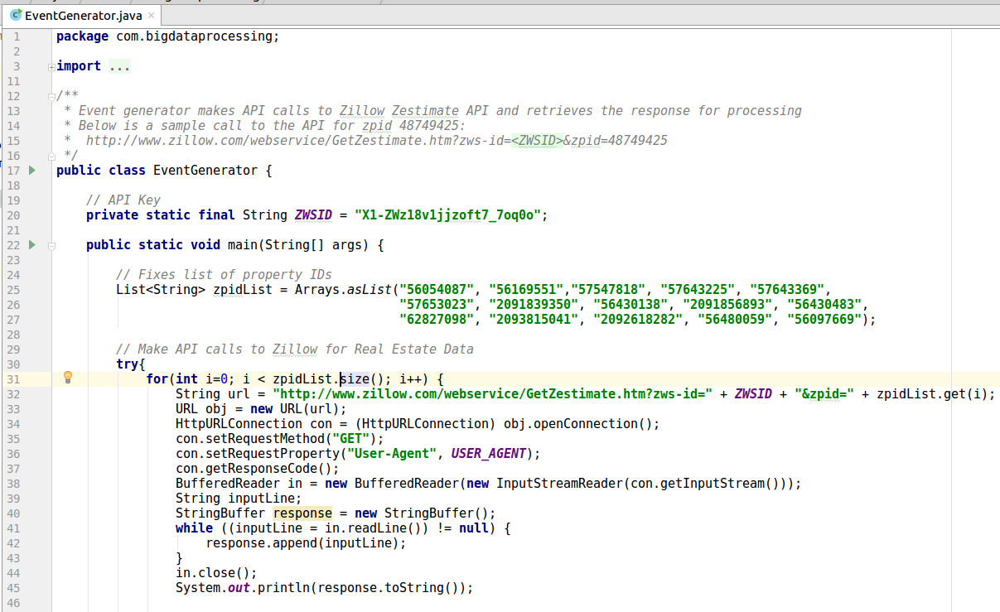 EventGenerator.java ×
1 package com.bigdataprocessing;
2
3 import ...
11
12 /**
13 * Event generator makes API calls to Zillow Zestimate API and retrieves the response for processing
14 * Below is a sample call to the API for zpid 48749425:
15 * http://www.zillow.com/webservice/GetZestimate.htm?zws-id=<ZWSID>&zpid=48749425
16 */
17 public class EventGenerator {
18
19 // API Key
20 private static final String ZWSID = "X1-ZWz18v1jjzoft7_7oq0o";
21
22 public static void main(String[] args) {
23
24 // Fixes list of property IDs
25 List<String> zpidList = Arrays.asList("56054087", "56169551","57547818", "57643225", "57643369",
26 "57653023", "2091839350", "56430138", "2091856893", "56430483",
27 "62827098", "2093815041", "2092618282", "56480059", "56097669");
28
29 // Make API calls to Zillow for Real Estate Data
30 try{
31 for(int i=0; i < zpidList.size(); i++) {
32 String url = "http://www.zillow.com/webservice/GetZestimate.htm?zws-id=" + ZWSID + "&zpid=" + zpidList.get(i);
33 URL obj = new URL(url);
34 HttpURLConnection con = (HttpURLConnection) obj.openConnection();
35 con.setRequestMethod("GET");
36 con.setRequestProperty("User-Agent", USER_AGENT);
37 con.getResponseCode();
38 BufferedReader in = new BufferedReader(new InputStreamReader(con.getInputStream()));
39 String inputLine;
40 StringBuffer response = new StringBuffer();
41 while ((inputLine = in.readLine()) != null) {
42 response.append(inputLine);
43 }
44 in.close();
45 System.out.println(response.toString());
46